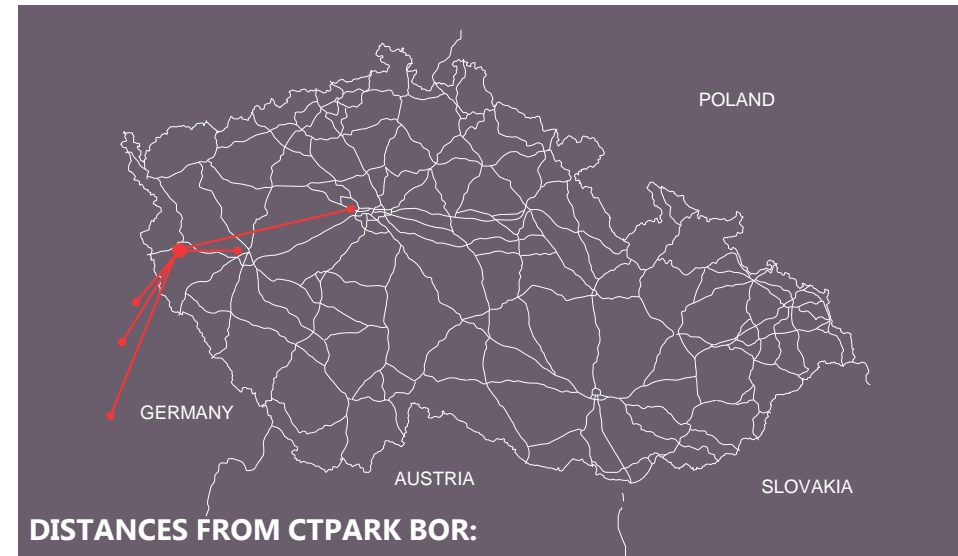 POLAND
GERMANY
AUSTRIA
SLOVAKIA
DISTANCES FROM CTPARK BOR: